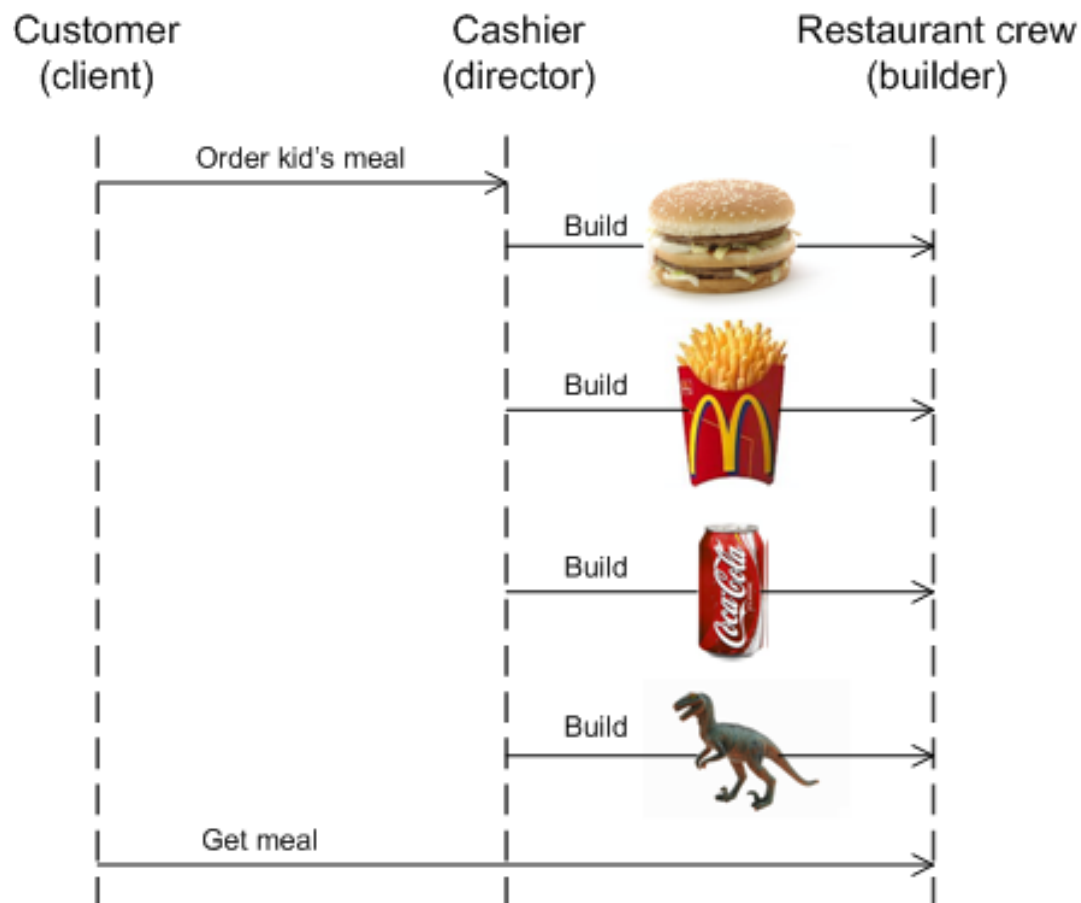 Customer
(client)
Cashier
(director)
Restaurant crew
(builder)
Order kid's meal
Build
Build
Build
Coca-Cola
Build
Get meal